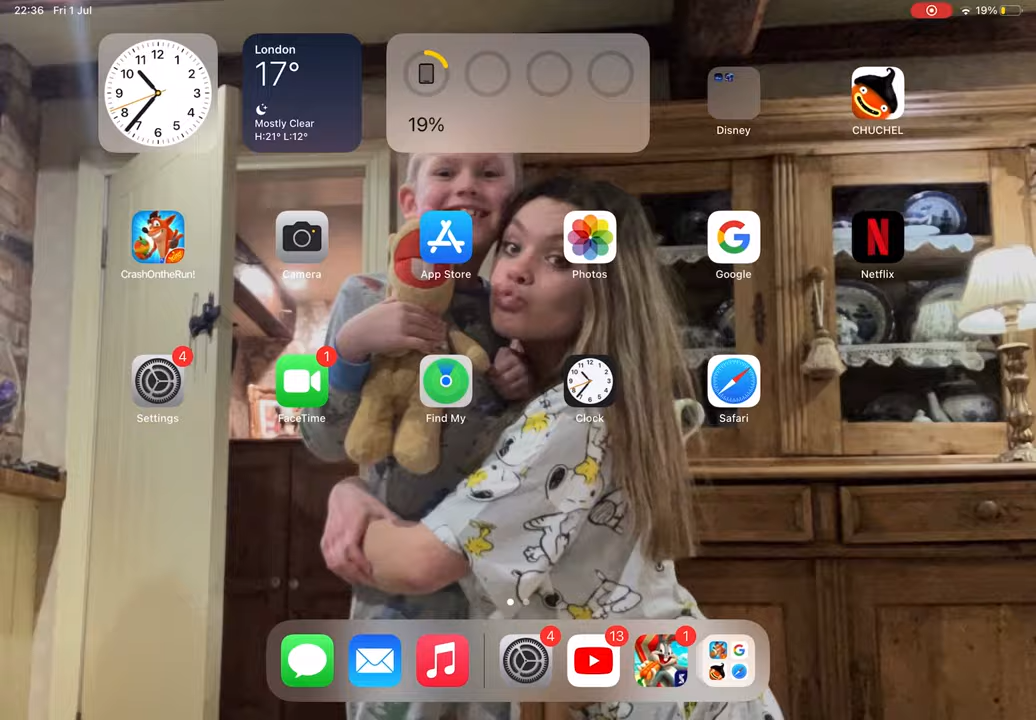 22:36 Fri 1 Jul
19%
12
11 1
10 2
9 3
8 4
7 5
6
London
17°
Mostly Clear
H:21° L:12°
19%
Disney
CHUCHEL
CrashOntheRun!
Camera
App Store
Photos
Google
Netflix
4
1
Settings
FaceTime
Find My
Clock
Safari
4
13
1